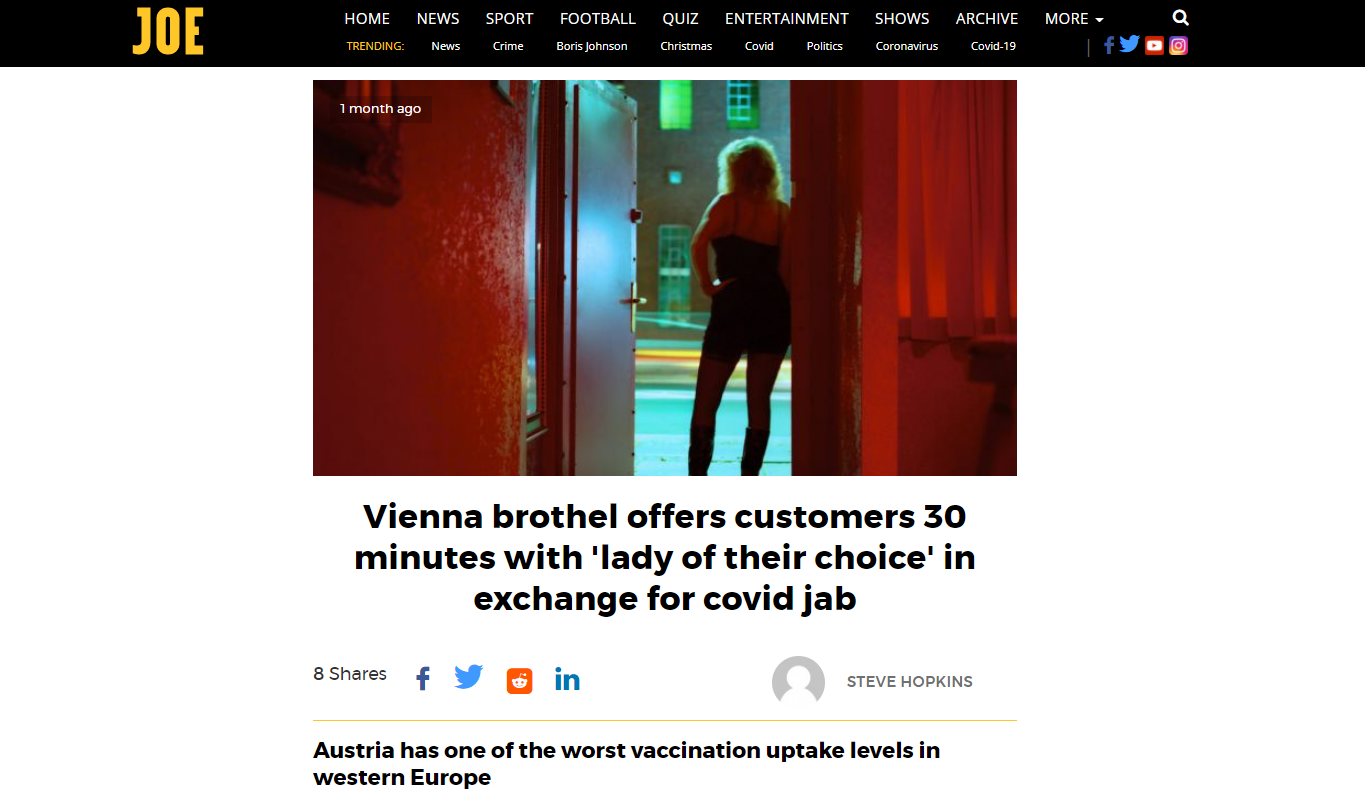 JOE
HOME NEWS SPORT FOOTBALL QUIZ ENTERTAINMENT SHOWS ARCHIVE MORE
TRENDING: News Crime Boris Johnson Christmas Covid Politics Coronavirus Covid-19
1 month ago
Vienna brothel offers customers 30
minutes with 'lady of their choice' in
exchange for covid jab
8 Shares
STEVE HOPKINS
Austria has one of the worst vaccination uptake levels in
western Europe